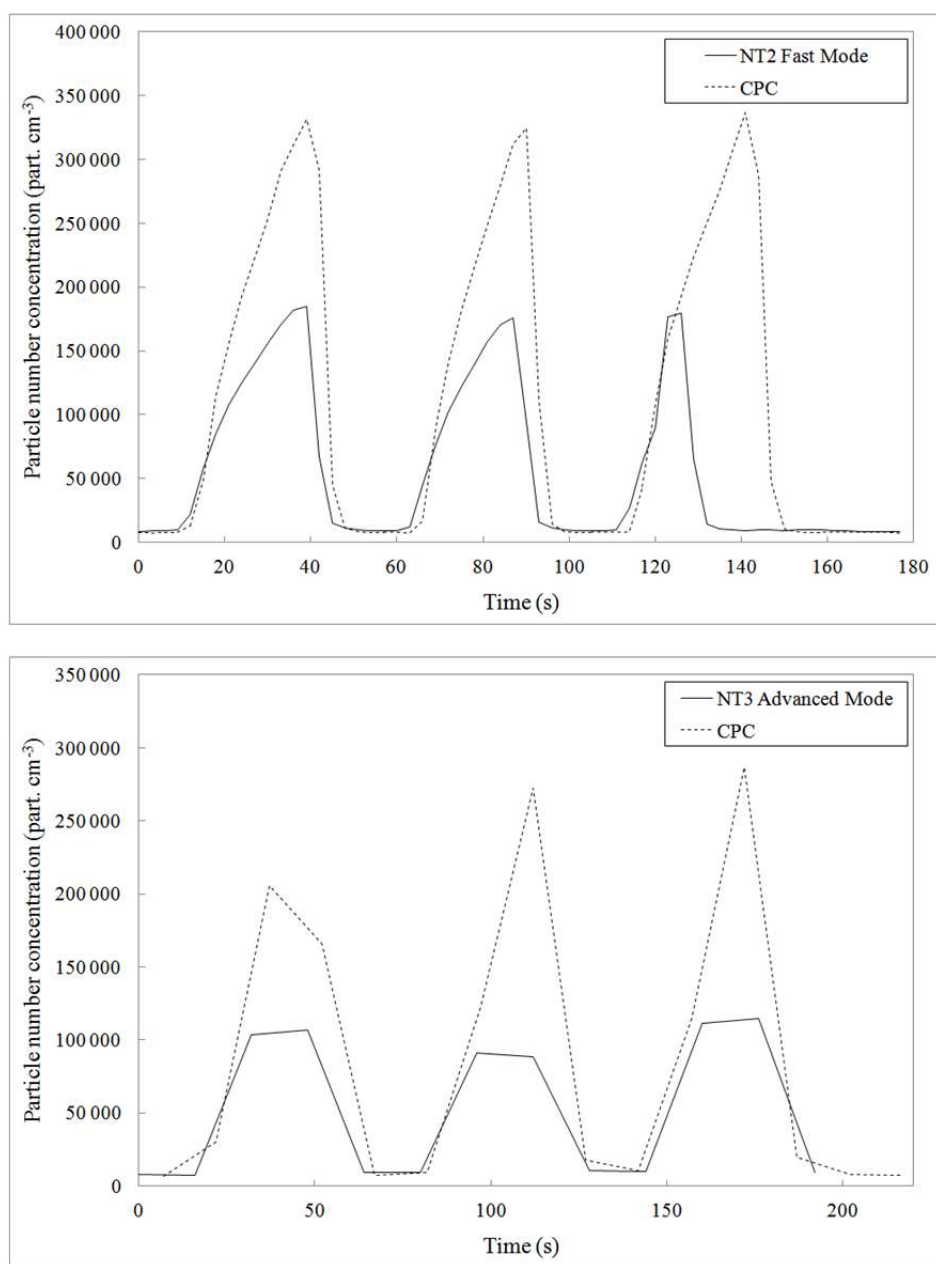 400 000
350 000
300 000
250 000
200 000
150 000
100 000
50 000
0
Particle number concentration (part. cm-3)
NT2 Fast Mode
CPC
0 20 40 60 80 100 120 140 160 180
Time (s)
350 000
300 000
250 000
200 000
150 000
100 000
50 000
0
Particle number concentration (part. cm-3)
NT3 Advanced Mode
CPC
0 50 100 150 200
Time (s)